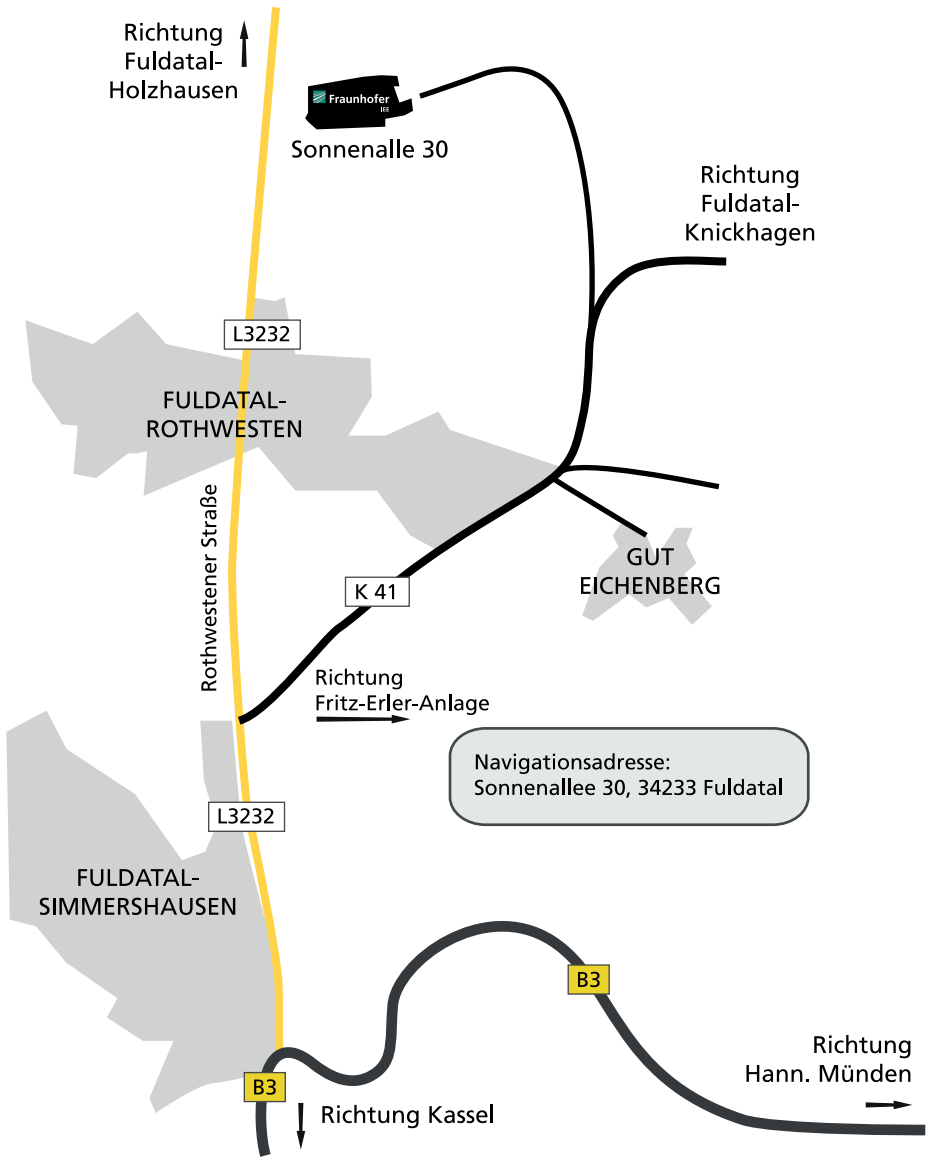 Richtung
Fuldatal-
Holzhausen
Fraunhofer
IEE
Sonnenalle 30
Richtung
Fuldatal-
Knickhagen
L3232
FULDATAL-
ROTHWESTEN
Rothwestener Straße
GUT
EICHENBERG
K 41
Richtung
Fritz-Erler-Anlage
Navigationsadresse:
Sonnenallee 30, 34233 Fuldatal
L3232
FULDATAL-
SIMMERSHAUSEN
B3
Richtung
Hann. Münden
B3
Richtung Kassel